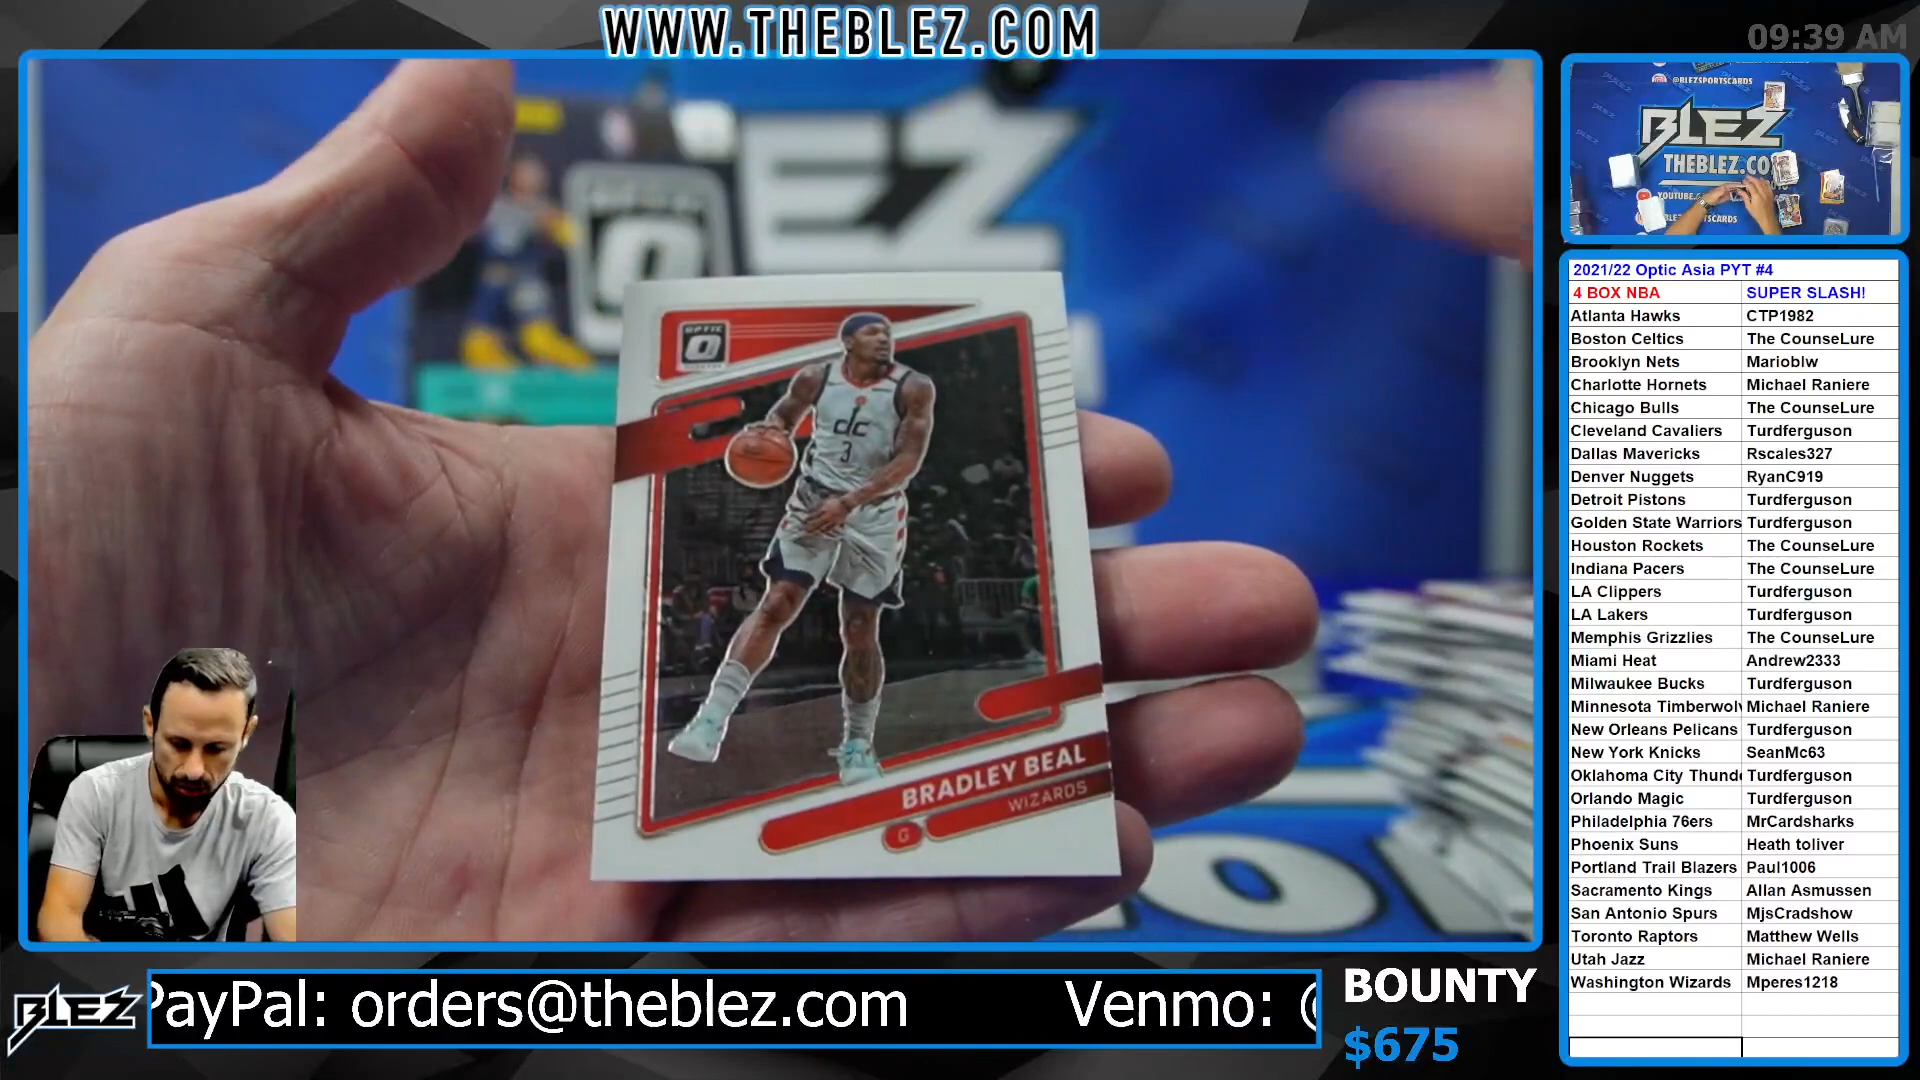 WWW.THEBLEZ.COM
09:39 AM
EZ
OPTIC
O
dc
3
BRADLEY BEAL
WIZARDS
G
@BLEZSPORTSCARDS
BLEZ
THEBLEZ.CO
2021/22 Optic Asia PYT #4
4 BOX NBA SUPER SLASH!
Atlanta Hawks CTP1982
Boston Celtics The CounseLure
Brooklyn Nets Marioblw
Charlotte Hornets Michael Raniere
Chicago Bulls The CounseLure
Cleveland Cavaliers Turdferguson
Dallas Mavericks Rscales327
Denver Nuggets RyanC919
Detroit Pistons Turdferguson
Golden State Warriors Turdferguson
Houston Rockets The CounseLure
Indiana Pacers The CounseLure
LA Clippers Turdferguson
LA Lakers Turdferguson
Memphis Grizzlies The CounseLure
Miami Heat Andrew2333
Milwaukee Bucks Turdferguson
Minnesota Timberwolv Michael Raniere
New Orleans Pelicans Turdferguson
New York Knicks SeanMc63
Oklahoma City Thunde Turdferguson
Orlando Magic Turdferguson
Philadelphia 76ers MrCardsharks
Phoenix Suns Heath toliver
Portland Trail Blazers Paul1006
Sacramento Kings Allan Asmussen
San Antonio Spurs MjsCradshow
Toronto Raptors Matthew Wells
Utah Jazz Michael Raniere
Washington Wizards Mperes1218
BLEZ
PayPal: orders@theblez.com Venmo: @
BOUNTY
$675